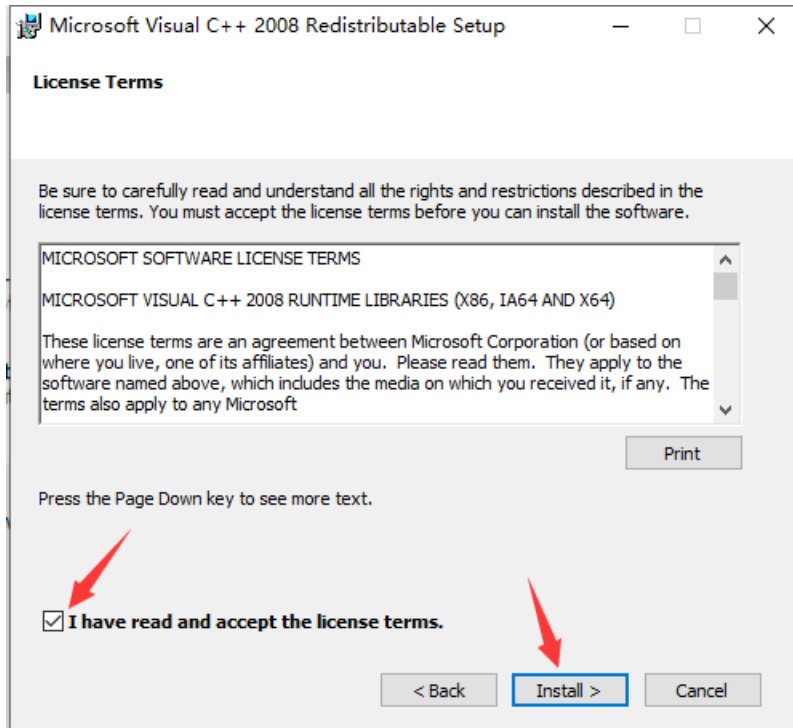 Microsoft Visual C++ 2008 Redistributable Setup
License Terms
Be sure to carefully read and understand all the rights and restrictions described in the
license terms. You must accept the license terms before you can install the software.
MICROSOFT SOFTWARE LICENSE TERMS
MICROSOFT VISUAL C++ 2008 RUNTIME LIBRARIES (X86, IA64 AND X64)
These license terms are an agreement between Microsoft Corporation (or based on
where you live, one of its affiliates) and you.  Please read them.  They apply to the
software named above, which includes the media on which you received it, if any.  The
terms also apply to any Microsoft
Print
Press the Page Down key to see more text.
I have read and accept the license terms.
< Back
Install >
Cancel